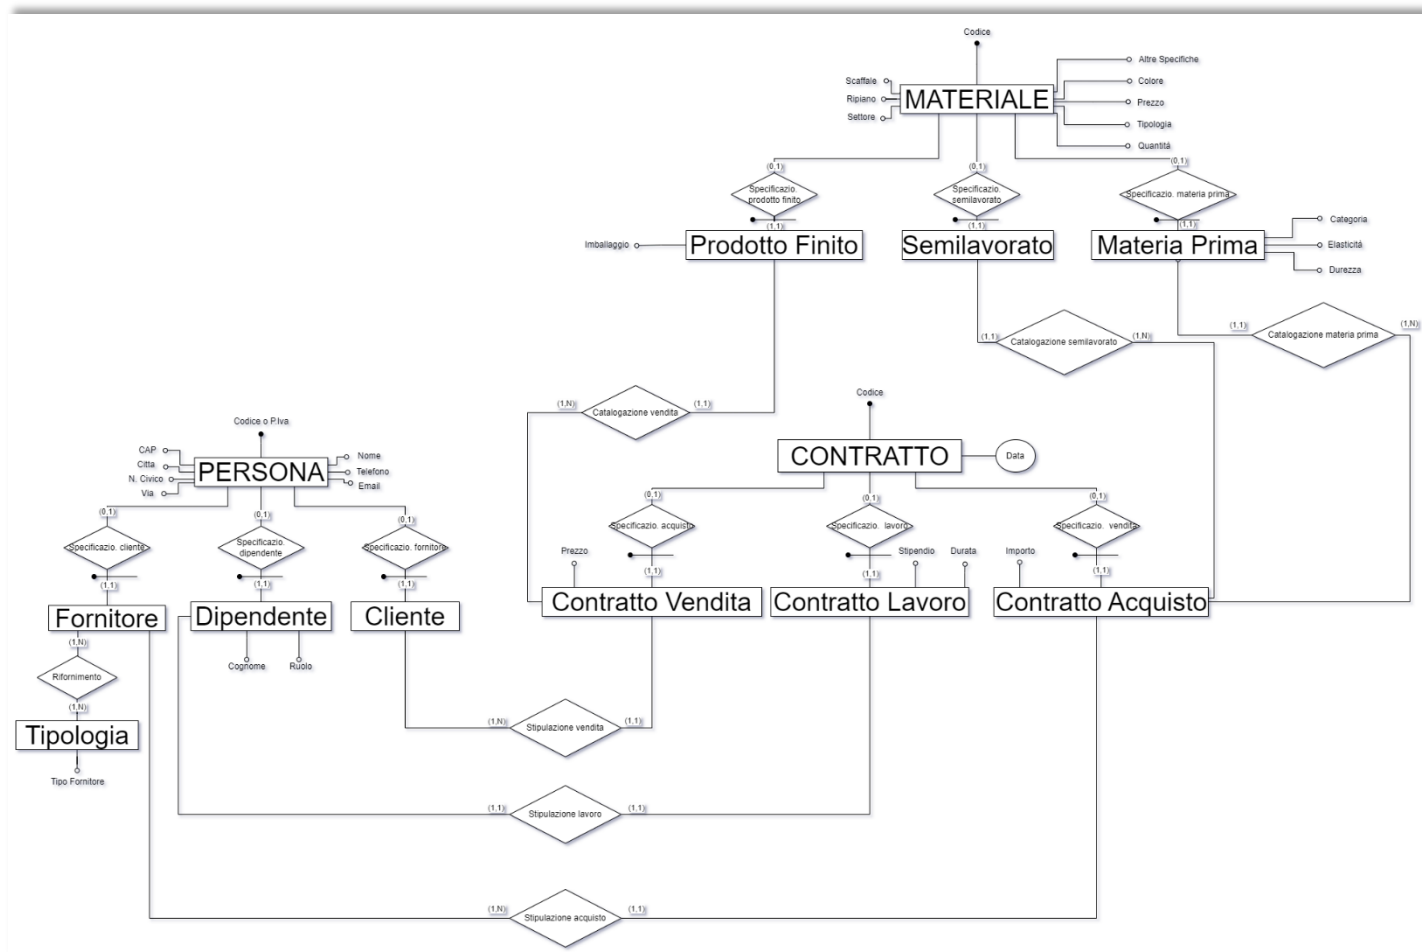 Codice
Altre Specifiche
Scaffale
Colore
MATERIALE
Ripiano
Prezzo
Settore
Tipologia
Quantitá
(0,1)
(0,1)
(0,1)
Specificazio.
prodotto finito
Specificazio.
semilavorato
Specificazio. materia prima
(1,1)
(1,1)
(1,1)
Categoria
Imballaggio
Prodotto Finito
Semilavorato
Materia Prima
Elasticitá
Durezza
(1,1)
Catalogazione semilavorato
(1,N)
(1,1)
Catalogazione materia prima
(1,N)
Codice
(1,N)
Catalogazione vendita
(1,1)
Codice o P.Iva
CAP
Citta
N. Civico
Via
PERSONA
Nome
Telefono
Email
CONTRATTO
Data
(0,1)
(0,1)
(0,1)
(0,1)
(0,1)
(0,1)
Specificazio. cliente
Specificazio.
dipendente
Specificazio. fornitore
Specificazio. acquisto
Specificazio. lavoro
Specificazio. vendita
Prezzo
Stipendio
Durata
Importo
(1,1)
(1,1)
(1,1)
(1,1)
(1,1)
(1,1)
Fornitore
Dipendente
Cliente
Contratto Vendita
Contratto Lavoro
Contratto Acquisto
(1,N)
Cognome
Ruolo
Rifornimento
(1,N)
Tipologia
Tipo Fornitore
(1,N)
Stipulazione vendita
(1,1)
(1,1)
Stipulazione lavoro
(1,1)
(1,N)
Stipulazione acquisto
(1,1)